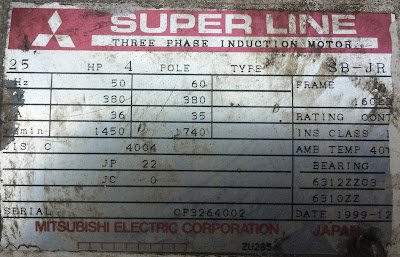 SUPER LINE
THREE PHASE INDUCTION MOTOR
25 HP 4 POLE TYPE SB-JR
Hz 50 60 FRAME
380 380 160
A 36 35 RATING CONT
r/min 1450 1740 INS CLASS
JIS C 4004 AMB TEMP 40
JP 22 BEARING
JC 0 6312ZZC3
6310ZZ
SERIAL DATE 1999-12
MITSUBISHI ELECTRIC CORPORATION, JAPAN